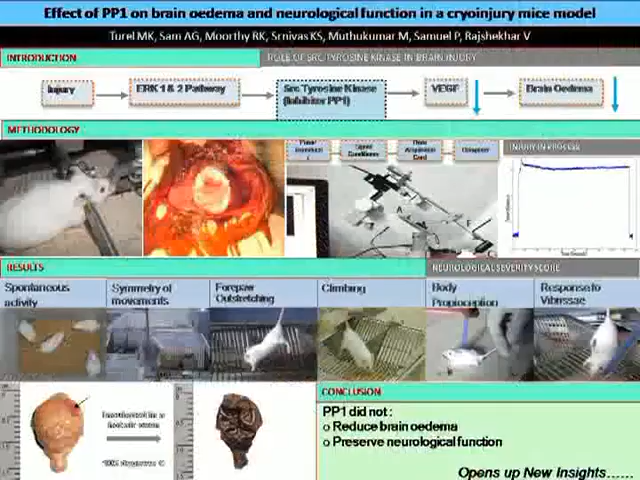 Effect of PP1 on brain oedema and neurological function in a cryoinjury mice model
Turel MK, Sam AG, Moorthy RK, Srnivas KS, Muthukumar M, Samuel P, Rajshekhar V
INTRODUCTION
ROLE OF SRC TYROSINE KINASE IN BRAIN INJURY
Injury
ERK 1 & 2 Pathway
Src Tyrosine Kinase
(Inhibitor PP1)
VEGF
Brain Oedema
METHODOLOGY
Computer
INJURY IN PROCESS
A
F
RESULTS
NEUROLOGICAL SEVERITY SCORE
Spontaneous
activity
Symmetry of
movements
Forepaw
Outstretching
Climbing
Body
Propioception
Response to
Vibrissae
CONCLUSION
PP1 did not :
o Reduce brain oedema
o Preserve neurological function
Opens up New Insights......